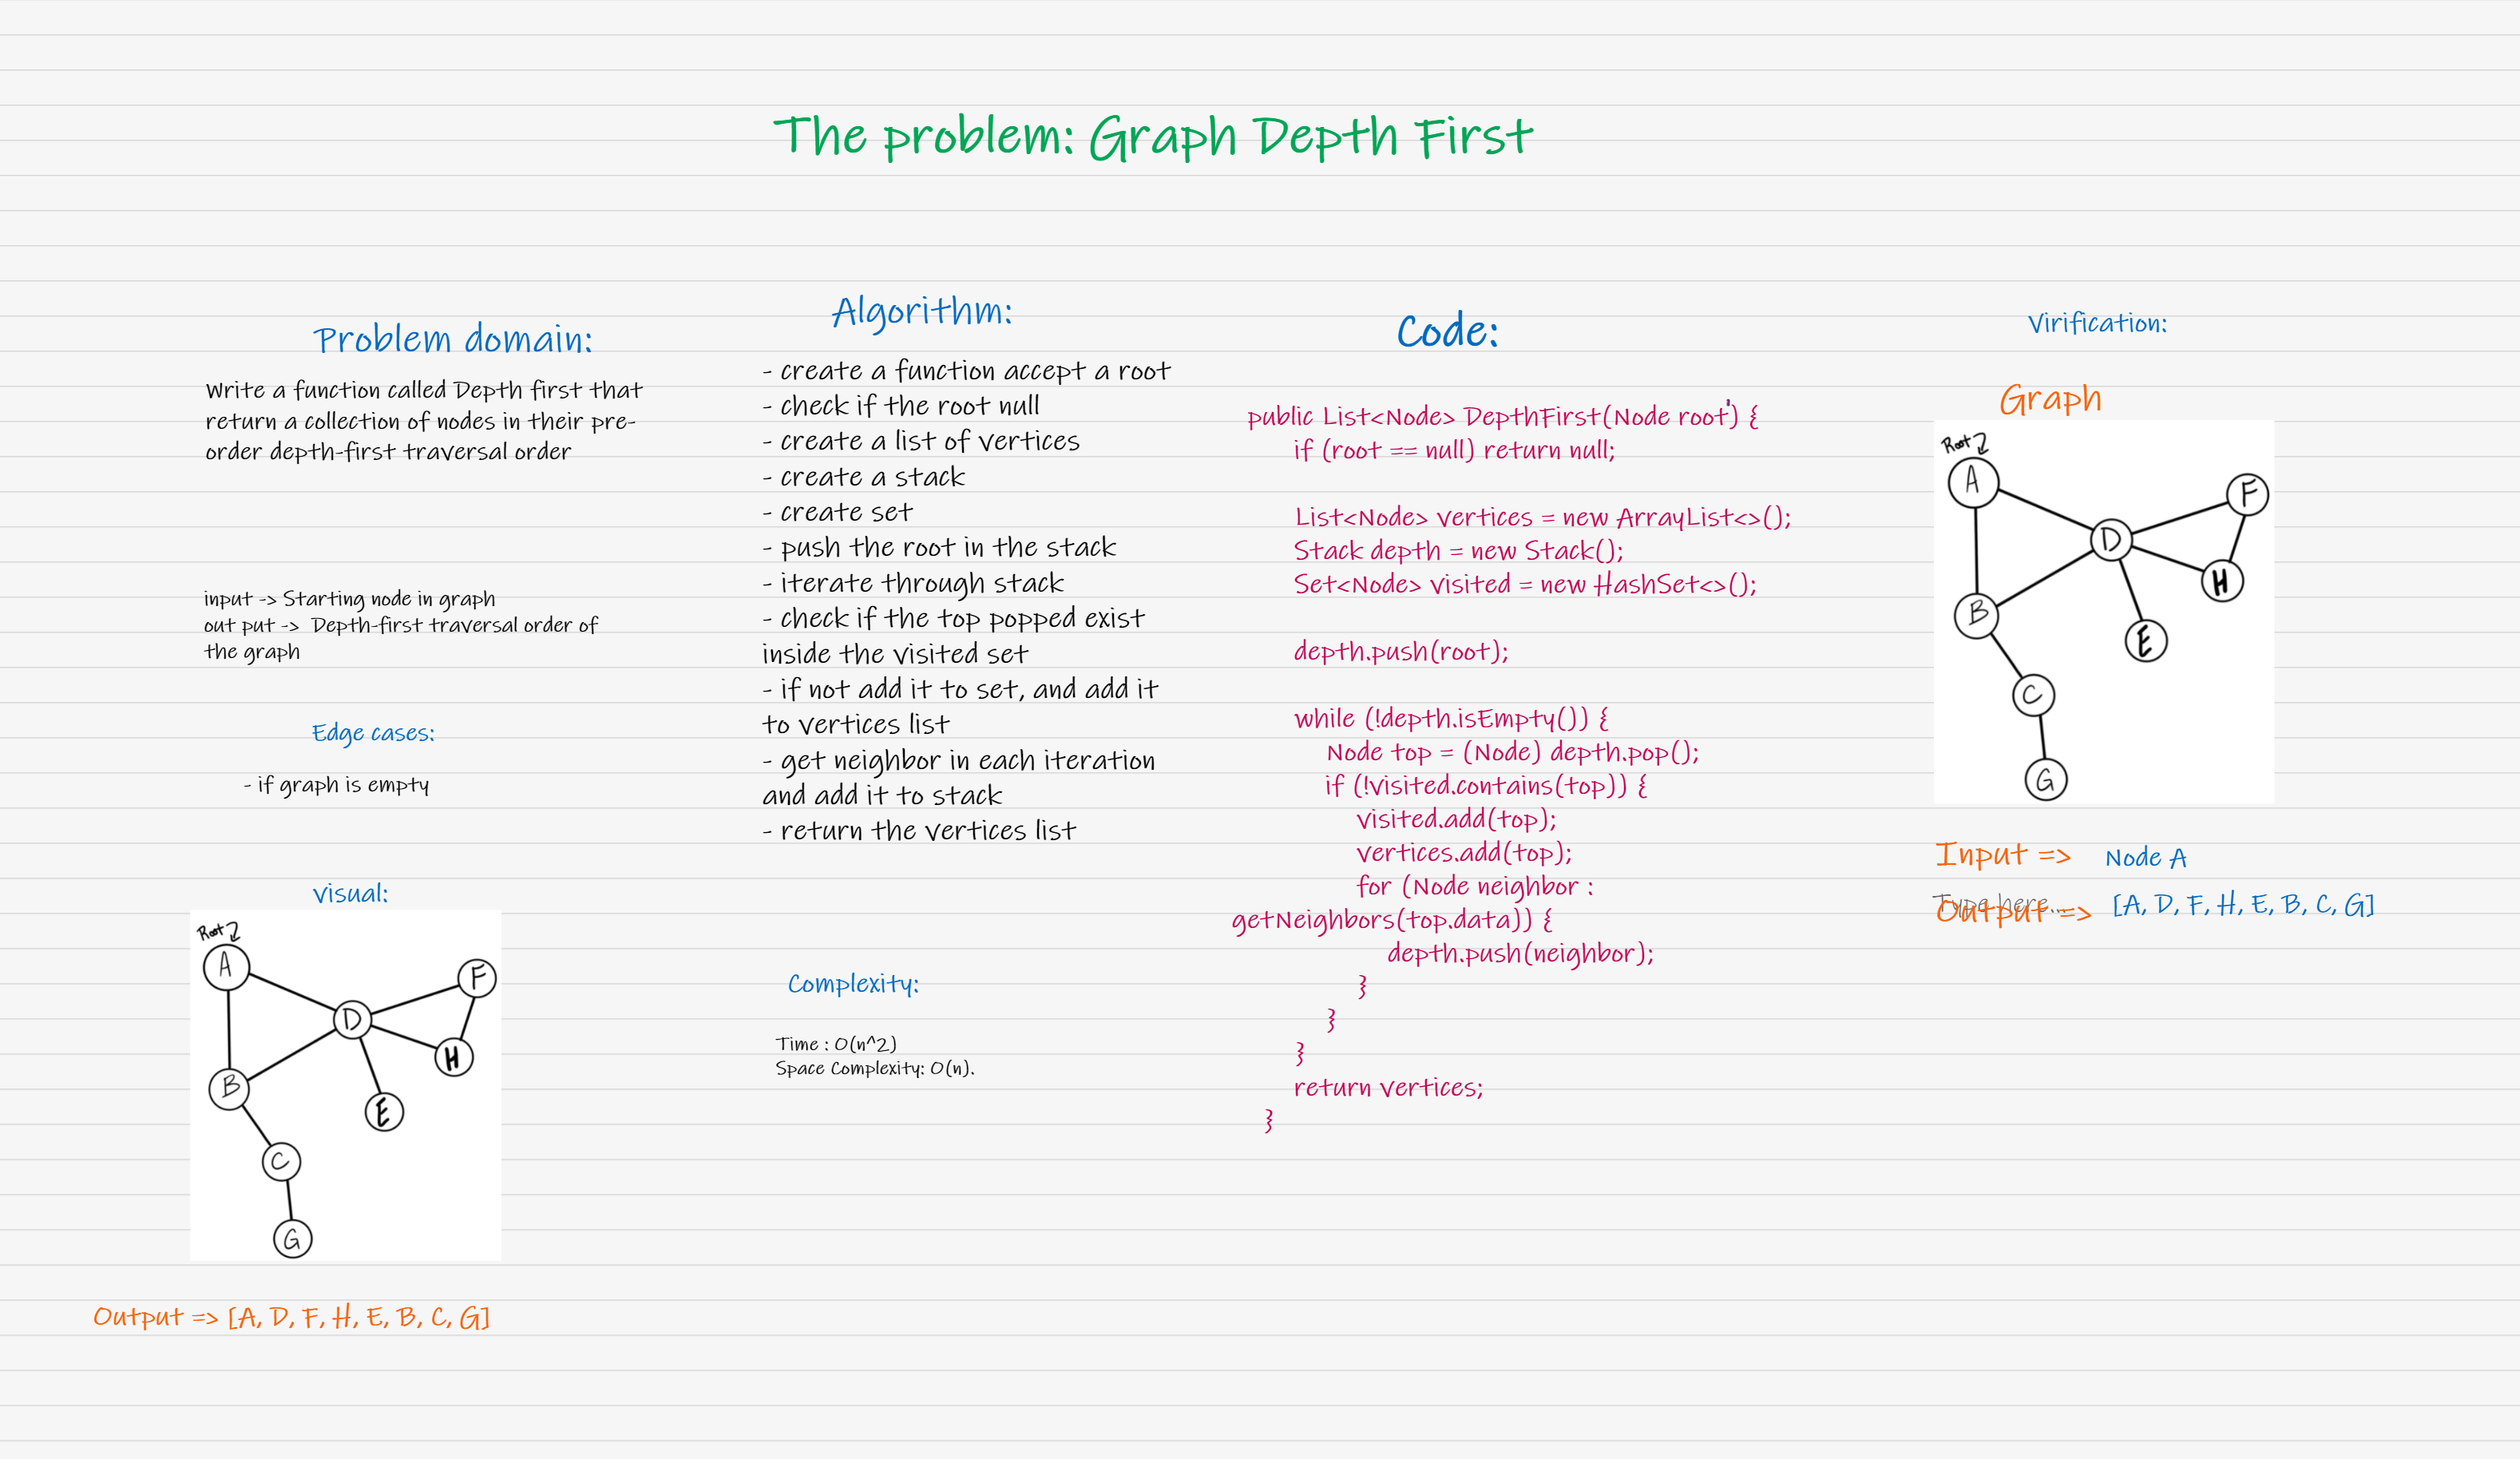 The problem: Graph Depth First
Problem domain:
Write a function called Depth first that
return a collection of nodes in their pre-
order depth-first traversal order
input -> Starting node in graph
out put -> Depth-first traversal order of
the graph
Edge cases:
- if graph is empty
visual:
Root
A
D
F
H
B
E
C
G
Output => [A, D, F, H, E, B, C, G]
Algorithm:
- create a function accept a root
- check if the root null
- create a list of vertices
- create a stack
- create set
- push the root in the stack
- iterate through stack
- check if the top popped exist
inside the visited set
- if not add it to set, and add it
to vertices list
- get neighbor in each iteration
and add it to stack
- return the vertices list
Complexity:
Time : O(n^2)
Space Complexity: O(n).
Code:
public List<Node> DepthFirst(Node root') {
if (root == null) return null;
List<Node> vertices = new ArrayList<>();
Stack depth = new Stack();
Set<Node> visited = new HashSet<>();
depth.push(root);
while (!depth.isEmpty()) {
Node top = (Node) depth.pop();
if (!visited.contains(top)) {
visited.add(top);
vertices.add(top);
for (Node neighbor :
getNeighbors(top.data)) {
depth.push(neighbor);
}
}
}
return vertices;
}
Virification:
Graph
Root
A
F
D
H
B
E
C
G
Input => Node A
Type here...
Output => [A, D, F, H, E, B, C, G]